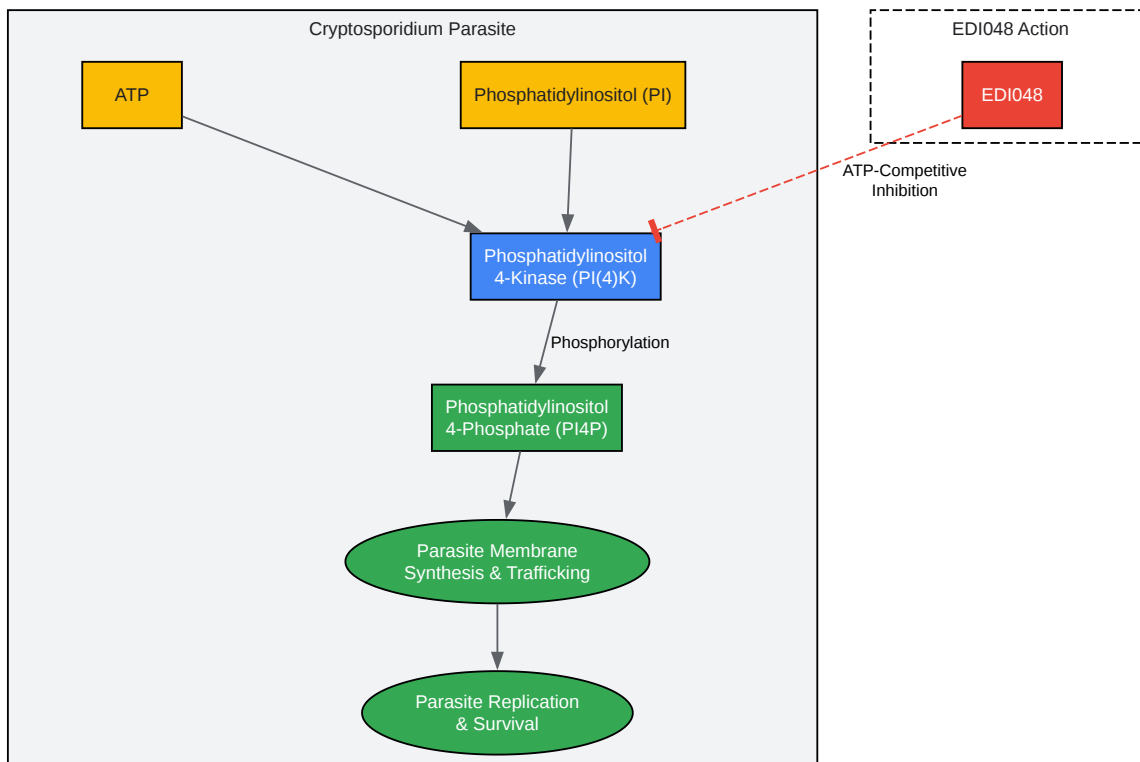 Cryptosporidium Parasite
EDI048 Action
ATP
Phosphatidylinositol (PI)
EDI048
ATP-Competitive
Inhibition
Phosphatidylinositol
4-Kinase (PI(4)K)
Phosphorylation
Phosphatidylinositol
4-Phosphate (PI4P)
Parasite Membrane
Synthesis & Trafficking
Parasite Replication
& Survival